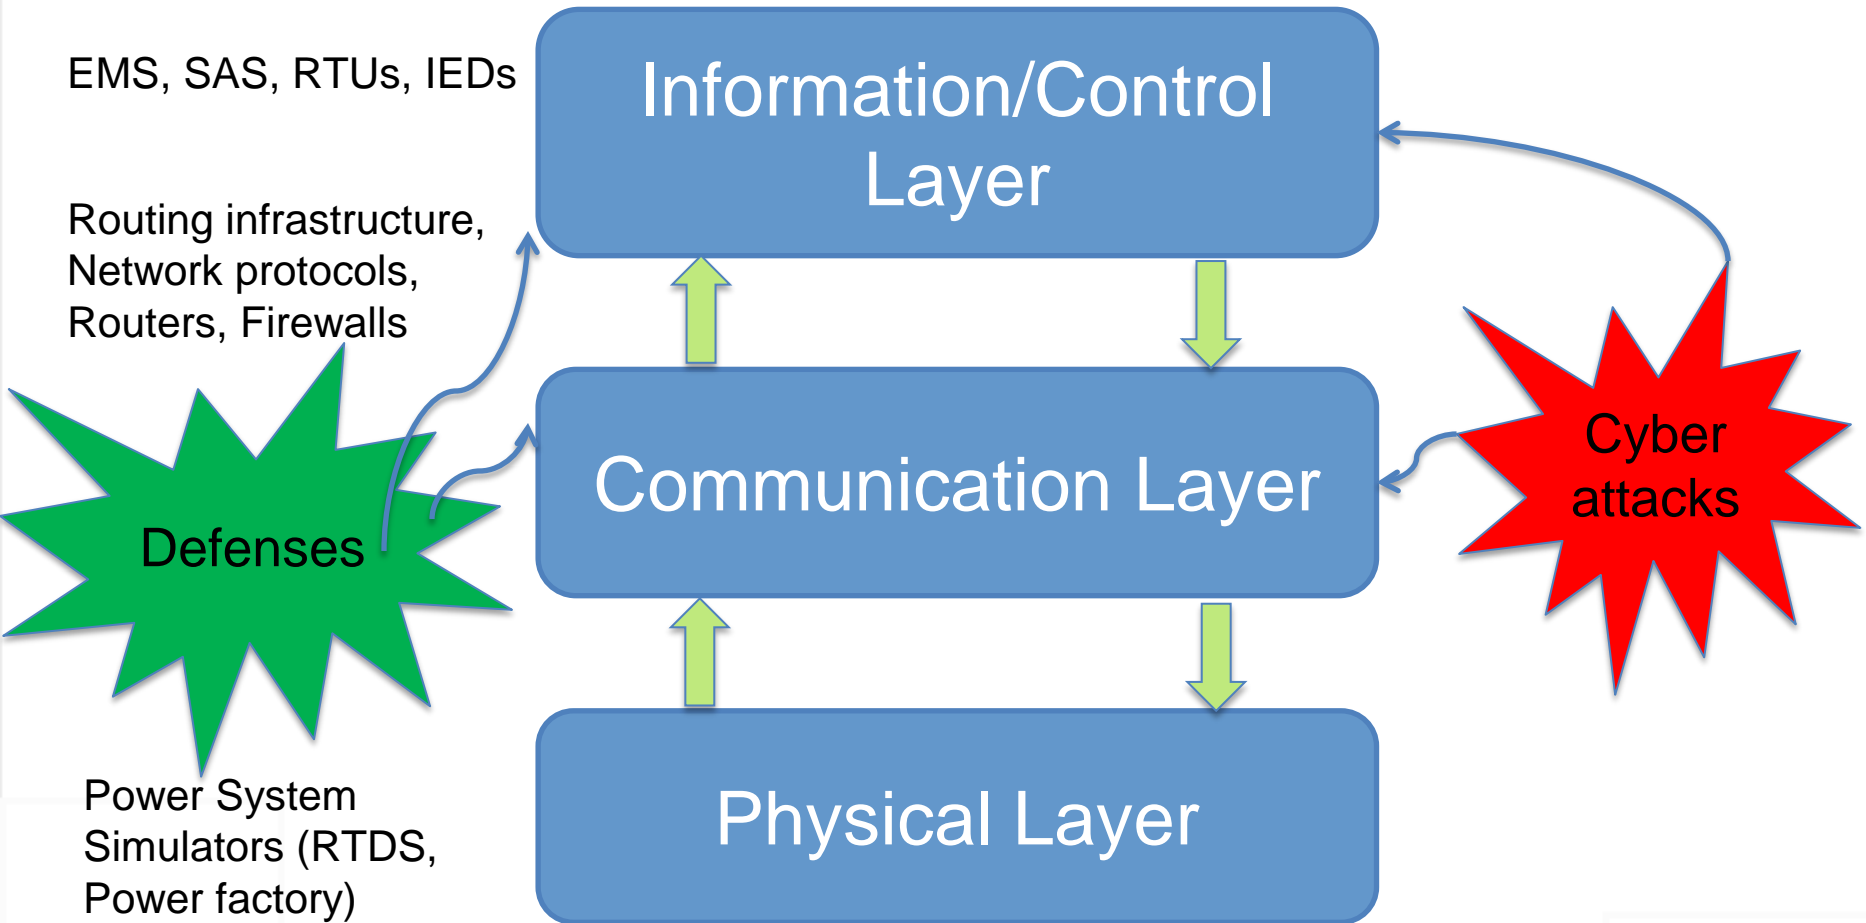 EMS, SAS, RTUs, IEDs
Information/Control
Layer
Routing infrastructure,
Network protocols,
Routers, Firewalls
Communication Layer
Cyber
attacks
Defenses
Power System
Simulators (RTDS,
Power factory)
Physical Layer